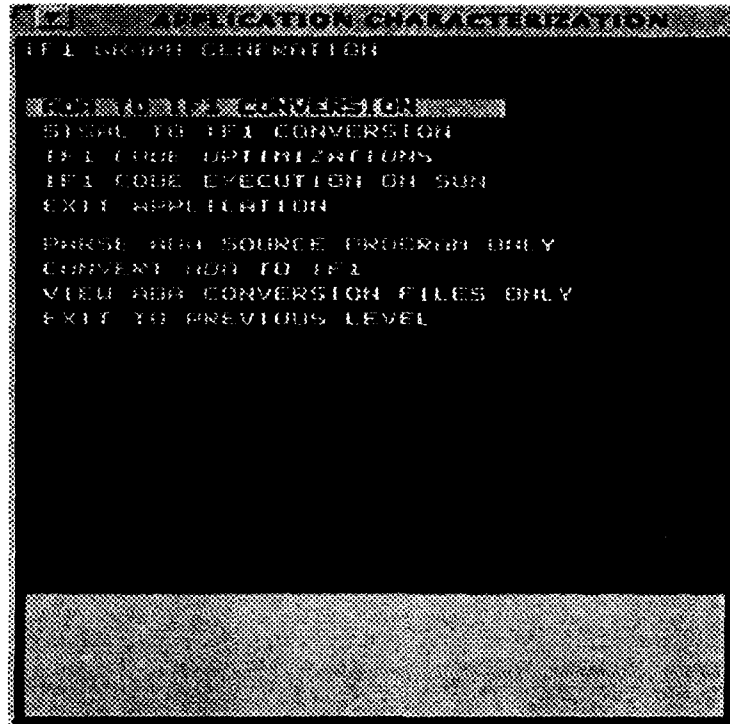 APPLICATION CHARACTERIZATION
IF1 GRAPH GENERATION
ADA TO IF1 CONVERSION
SISAL TO IF1 CONVERSION
IF1 CODE OPTIMIZATIONS
IF1 CODE EXECUTION ON SUN
EXIT APPLICATION
PARSE ADA SOURCE PROGRAM ONLY
CONVERT ADA TO IF1
VIEW ADA CONVERSION FILES ONLY
EXIT TO PREVIOUS LEVEL